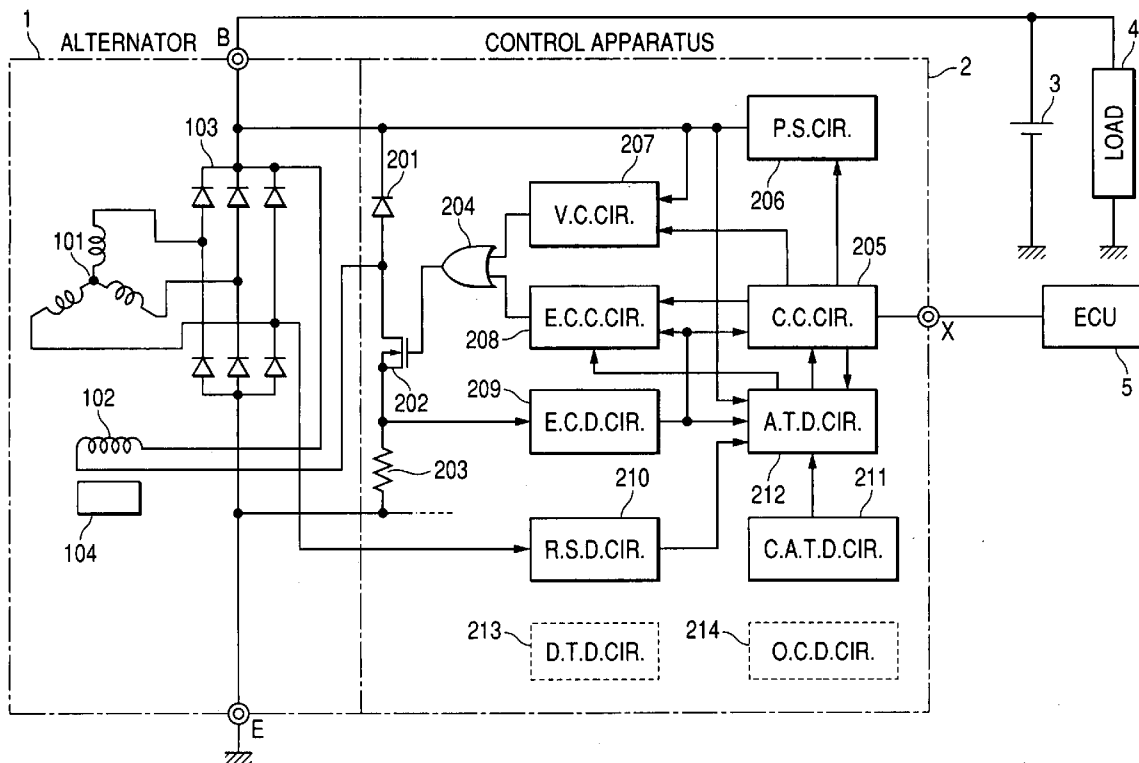 1
ALTERNATOR
B
CONTROL APPARATUS
2
3
4
LOAD
103
201
204
207
V.C.CIR.
P.S.CIR.
206
205
101
E.C.C.CIR.
208
C.C.CIR.
X
ECU
5
202
209
E.C.D.CIR.
A.T.D.CIR.
212
102
203
104
210
R.S.D.CIR.
211
C.A.T.D.CIR.
213
D.T.D.CIR.
214
O.C.D.CIR.
E